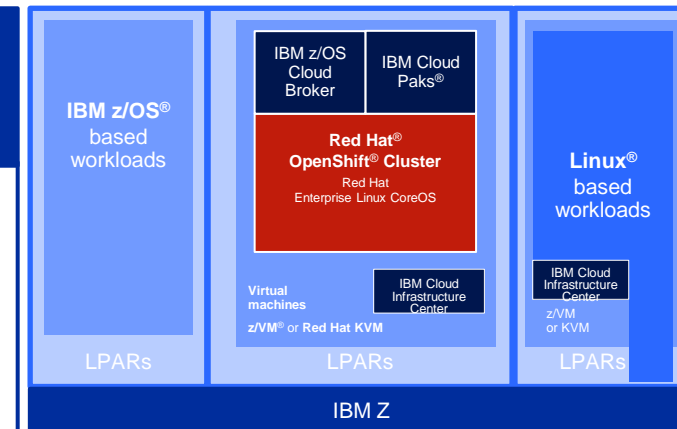 IBM z/OS®
based
workloads
LPARs
IBM z/OS
Cloud
Broker
IBM Cloud
Paks®
Red Hat®
OpenShift® Cluster
Red Hat
Enterprise Linux CoreOS
Virtual
machines
z/VM® or Red Hat KVM
IBM Cloud
Infrastructure
Center
LPARs
Linux®
based
workloads
IBM Cloud
Infrastructure
Center
z/VM
or KVM
LPARs
IBM Z